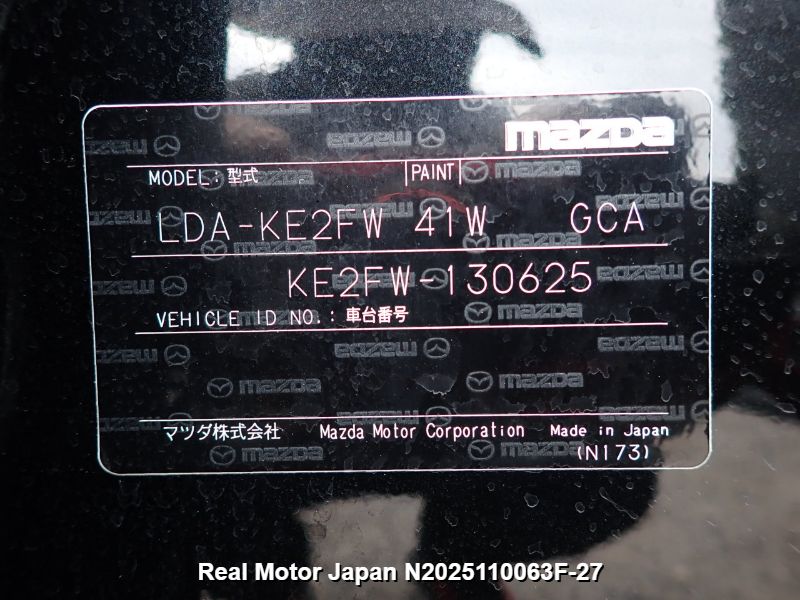 mazda
MODEL: 型式 PAINT
LDA-KE2FW 41W GCA
KE2FW-130625
VEHICLE ID NO.: 車台番号
マツダ株式会社 Mazda Motor Corporation Made in Japan
(N173)
Real Motor Japan N2025110063F-27